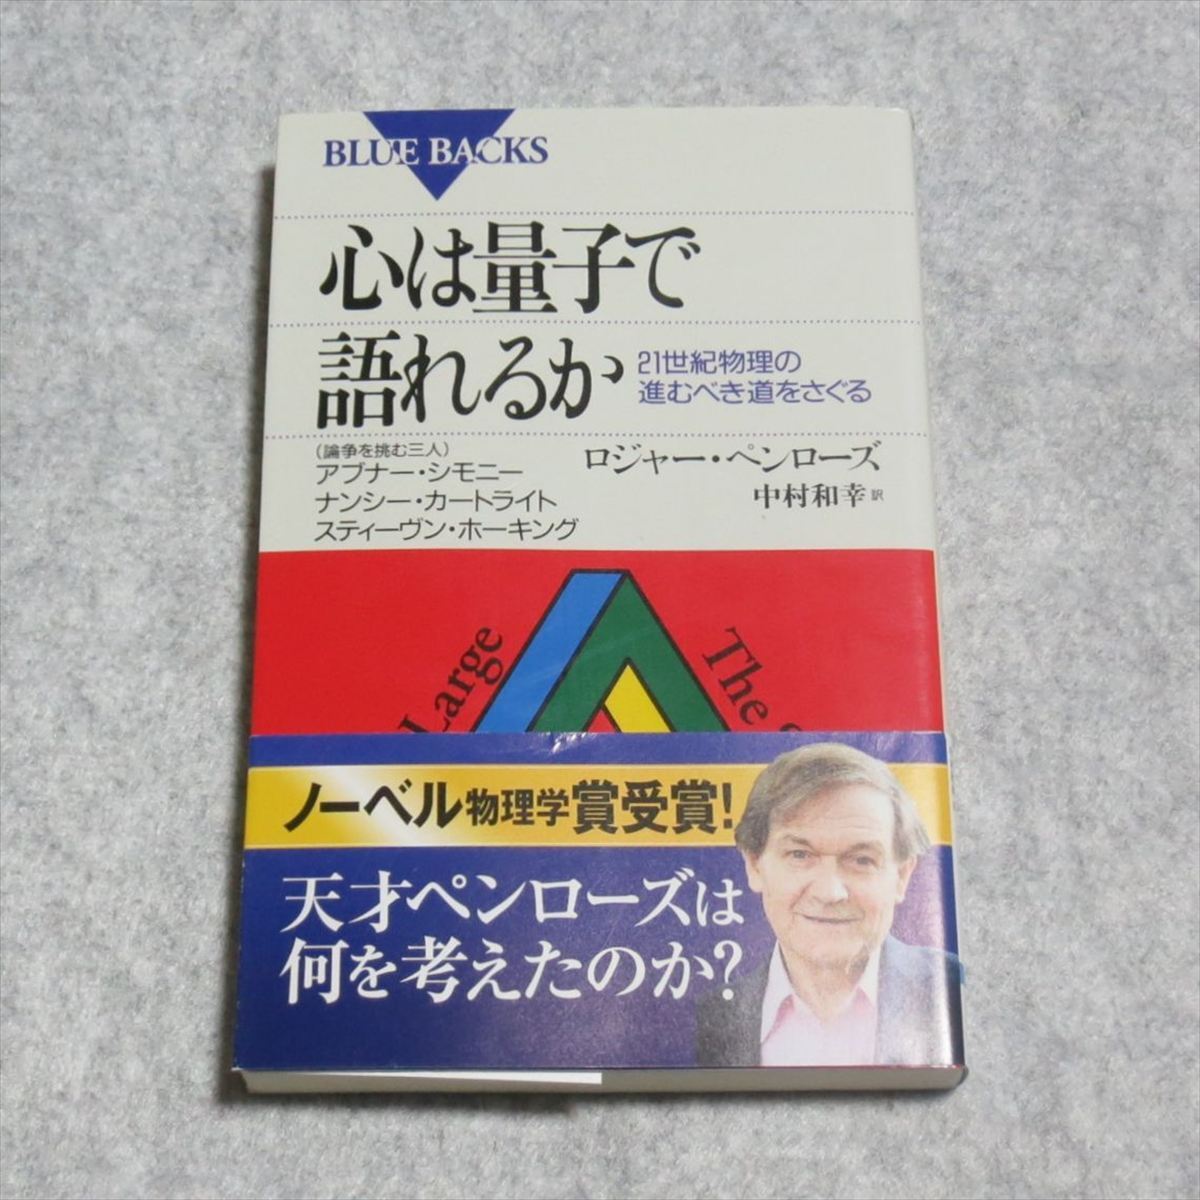 BLUE BACKS
心は量子で
語れるか
21世紀物理の
進むべき道をさぐる
(論争を挑む三人)
アブナー・シモニー
ナンシー・カートライト
スティーヴン・ホーキング
ロジャー・ペンローズ
中村和幸 訳
Large
The
ノーベル物理学賞受賞!
天才ペンローズは
何を考えたのか?